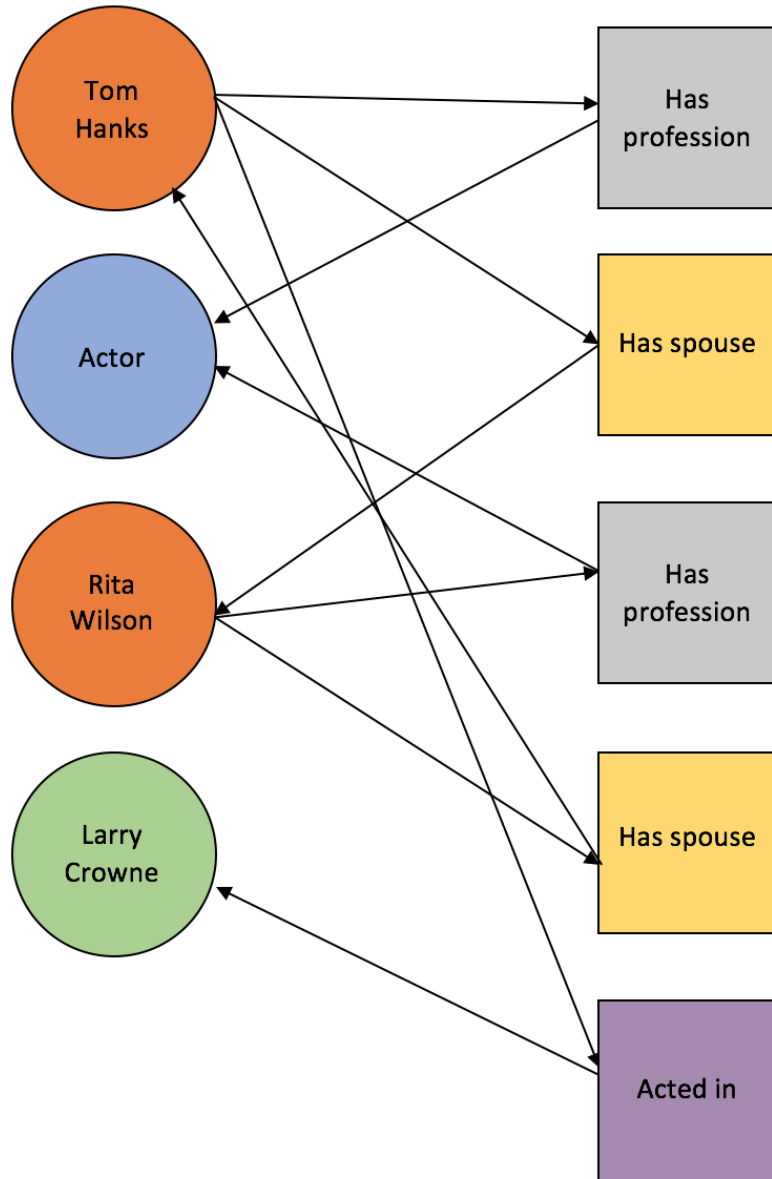 Tom
Hanks
Has
profession
Actor
Has spouse
Rita
Wilson
Has
profession
Larry
Crowne
Has spouse
Acted in